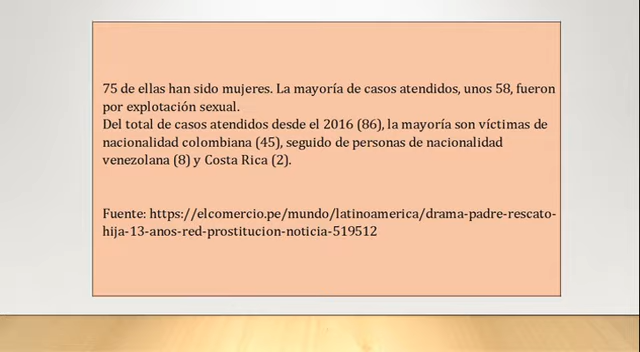 75 de ellas han sido mujeres. La mayoría de casos atendidos, unos 58, fueron
por explotación sexual.
Del total de casos atendidos desde el 2016 (86), la mayoría son víctimas de
nacionalidad colombiana (45), seguido de personas de nacionalidad
venezolana (8) y Costa Rica (2).
Fuente: https://elcomercio.pe/mundo/latinoamerica/drama-padre-rescato-
hija-13-anos-red-prostitucion-noticia-519512